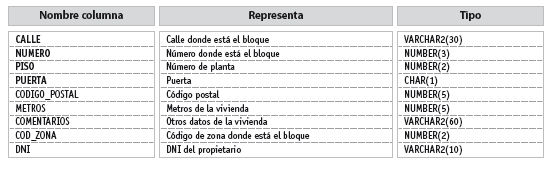 Nombre columna Representa Tipo
CALLE Calle donde está el bloque VARCHAR2(30)
NUMERO Número donde está el bloque NUMBER(3)
PISO Número de planta NUMBER(2)
PUERTA Puerta CHAR(1)
CODIGO_POSTAL Código postal NUMBER(5)
METROS Metros de la vivienda NUMBER(5)
COMENTARIOS Otros datos de la vivienda VARCHAR2(60)
COD_ZONA Código de zona donde está el bloque NUMBER(2)
DNI DNI del propietario VARCHAR2(10)